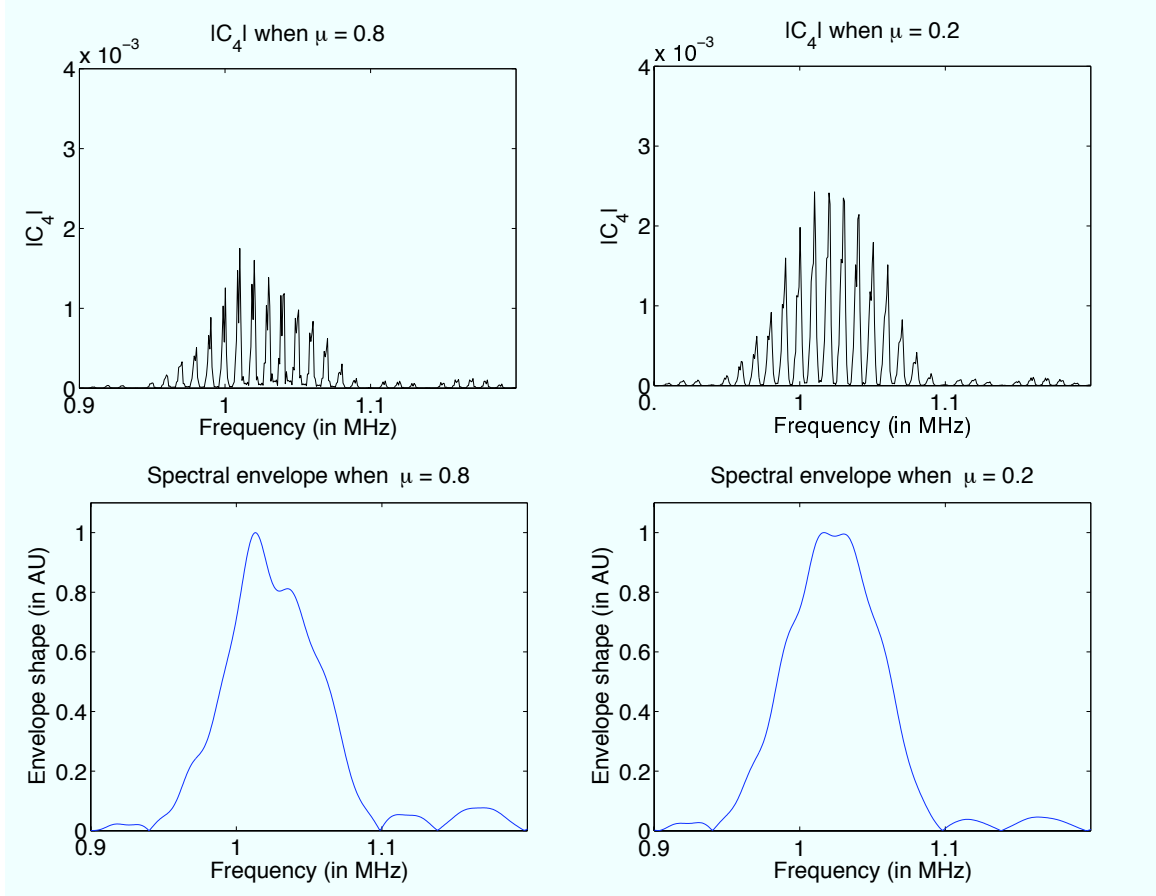 |C4| when μ = 0.8
x 10-3
4
3
2
1
0
|C4|
0.9
1
1.1
Frequency (in MHz)
|C4| when μ = 0.2
x 10-3
4
3
2
1
0
|C4|
0.
1
1.1
Frequency (in MHz)
Spectral envelope when μ = 0.8
1
0.8
0.6
0.4
0.2
0
Envelope shape (in AU)
0.9
1
1.1
Frequency (in MHz)
Spectral envelope when μ = 0.2
1
0.8
0.6
0.4
0.2
0
Envelope shape (in AU)
0.9
1
1.1
Frequency (in MHz)